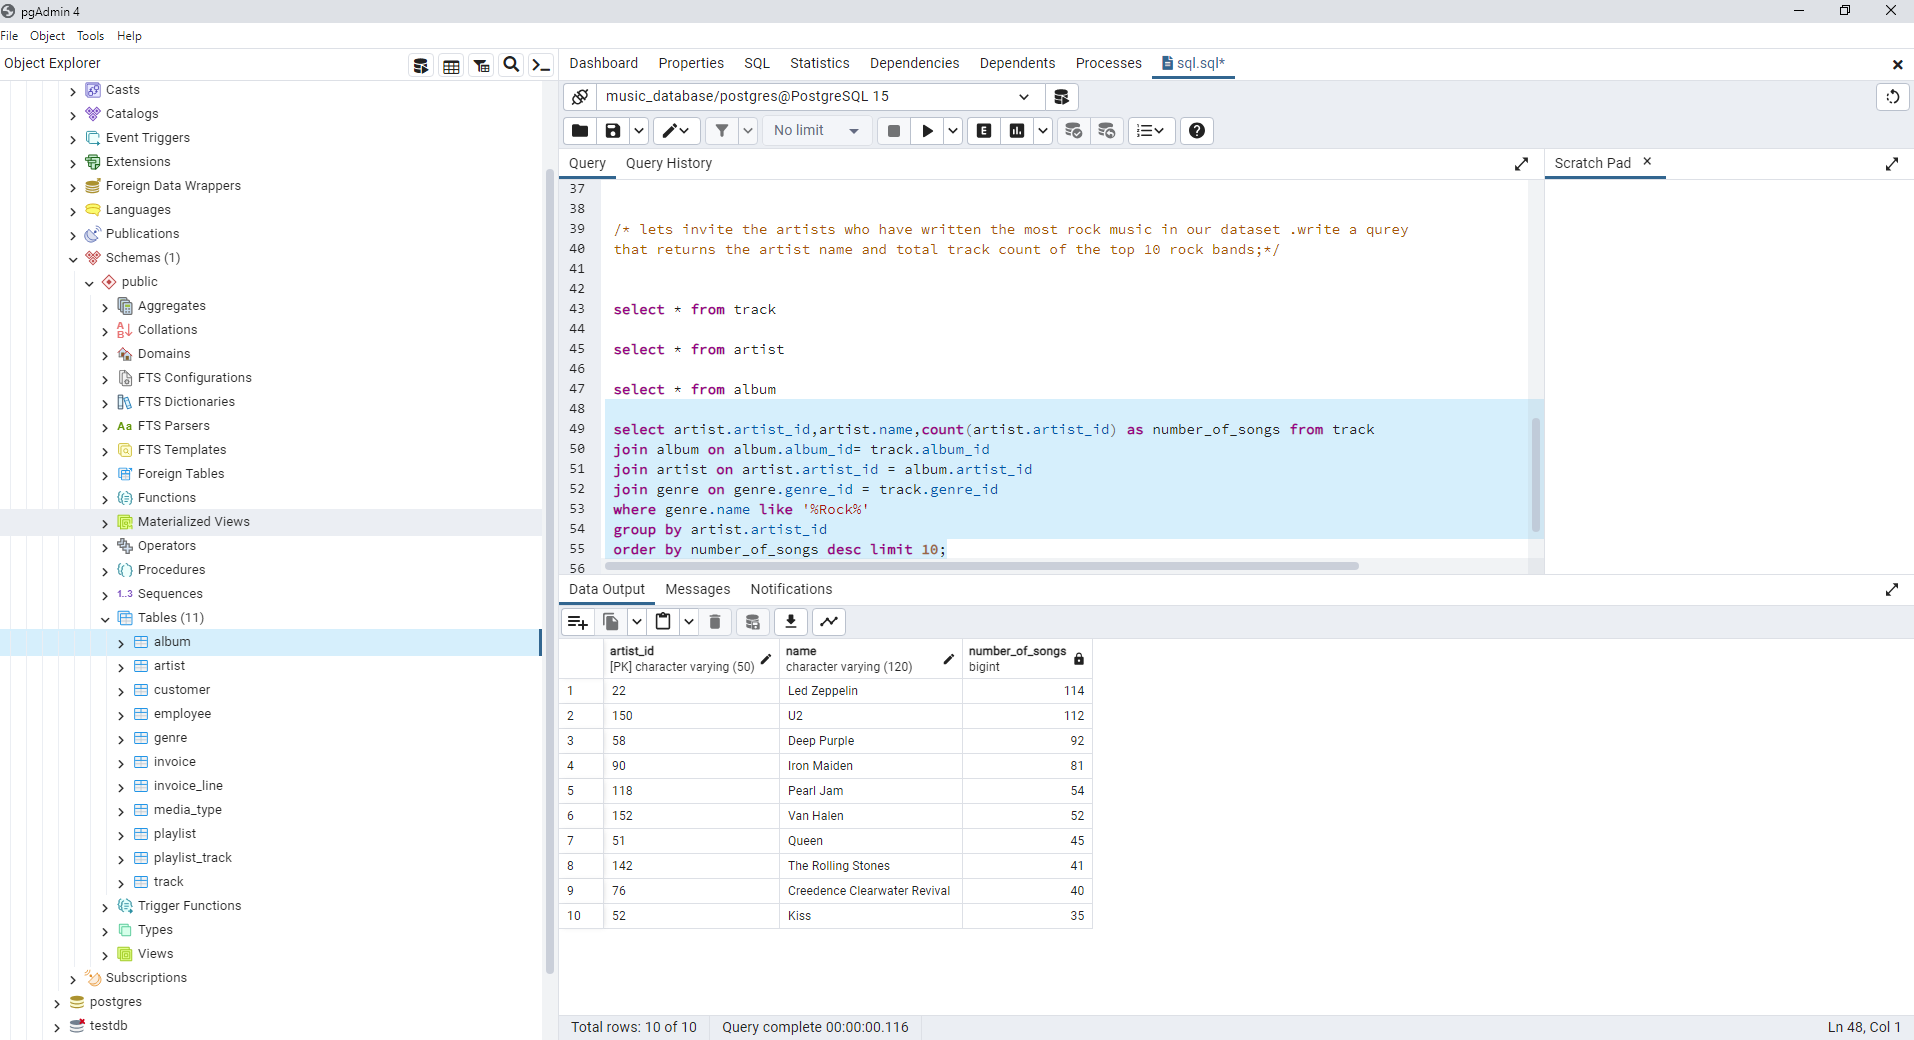 pgAdmin 4
File Object Tools Help
Object Explorer
Casts
Catalogs
Event Triggers
Extensions
Foreign Data Wrappers
Languages
Publications
Schemas (1)
public
Aggregates
Collations
Domains
FTS Configurations
FTS Dictionaries
Aa FTS Parsers
FTS Templates
Foreign Tables
Functions
Materialized Views
Operators
Procedures
1..3 Sequences
Tables (11)
album
artist
customer
employee
genre
invoice
invoice_line
media_type
playlist
playlist_track
track
Trigger Functions
Types
Views
Subscriptions
postgres
testdb
Dashboard Properties SQL Statistics Dependencies Dependents Processes sql.sql*
music_database/postgres@PostgreSQL 15
No limit
E
Query Query History
Scratch Pad
37
38
39 /* lets invite the artists who have written the most rock music in our dataset .write a qurey
40 that returns the artist name and total track count of the top 10 rock bands;*/
41
42
43 select * from track
44
45 select * from artist
46
47 select * from album
48
49 select artist.artist_id,artist.name,count(artist.artist_id) as number_of_songs from track
50 join album on album.album_id= track.album_id
51 join artist on artist.artist_id = album.artist_id
52 join genre on genre.genre_id = track.genre_id
53 where genre.name like '%Rock%'
54 group by artist.artist_id
55 order by number_of_songs desc limit 10;
56
Data Output Messages Notifications
artist_id name number_of_songs
[PK] character varying (50) character varying (120) bigint
1 22 Led Zeppelin 114
2 150 U2 112
3 58 Deep Purple 92
4 90 Iron Maiden 81
5 118 Pearl Jam 54
6 152 Van Halen 52
7 51 Queen 45
8 142 The Rolling Stones 41
9 76 Creedence Clearwater Revival 40
10 52 Kiss 35
Total rows: 10 of 10 Query complete 00:00:00.116
Ln 48, Col 1